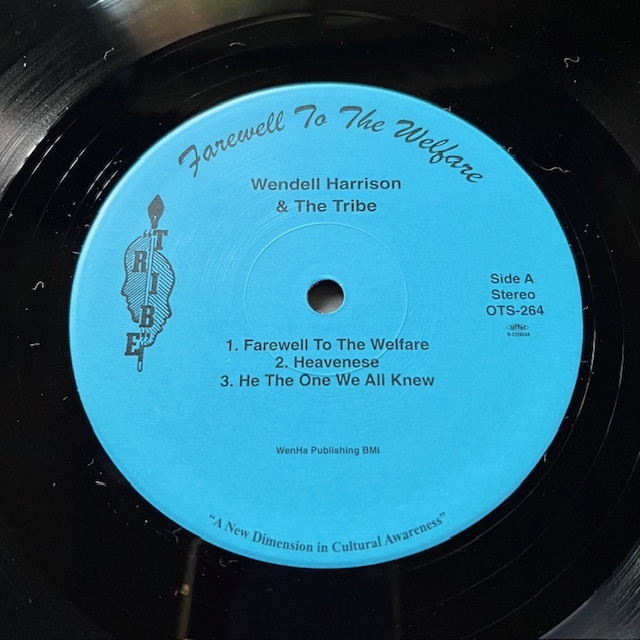 Farewell To The Welfare
Wendell Harrison
& The Tribe
"TRIBE"
Side A
Stereo
OTS-264
1. Farewell To The Welfare
2. Heavenese
3. He The One We All Knew
WenHa Publishing BMI
"A New Dimension in Cultural Awareness"